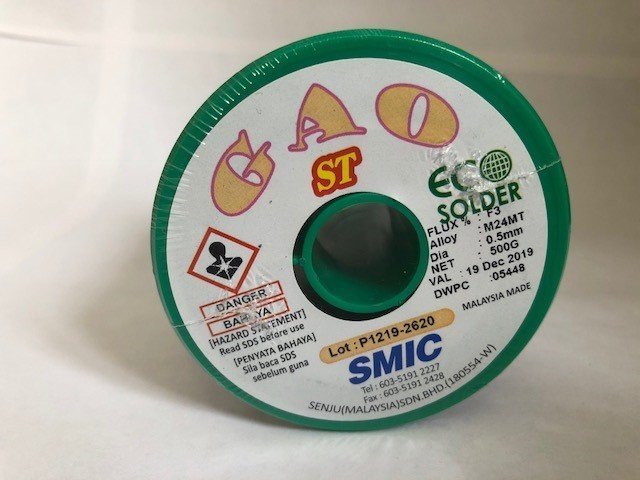 GAO
ST
ECO
SOLDER
FLUX % : F3
Alloy : M24MT
Dia : 0.5mm
NET : 500G
VAL : 19 Dec 2019
DWPC :05448
MALAYSIA MADE
DANGER
BAHAYA
[HAZARD STATEMENT]
Read SDS before use
[PENYATA BAHAYA]
Sila baca SDS
sebelum guna
Lot : P1219-2620
SMIC
Tel : 603-5191 2227
Fax : 603-5191 2428
SENJU(MALAYSIA)SDN.BHD.(180554-W)